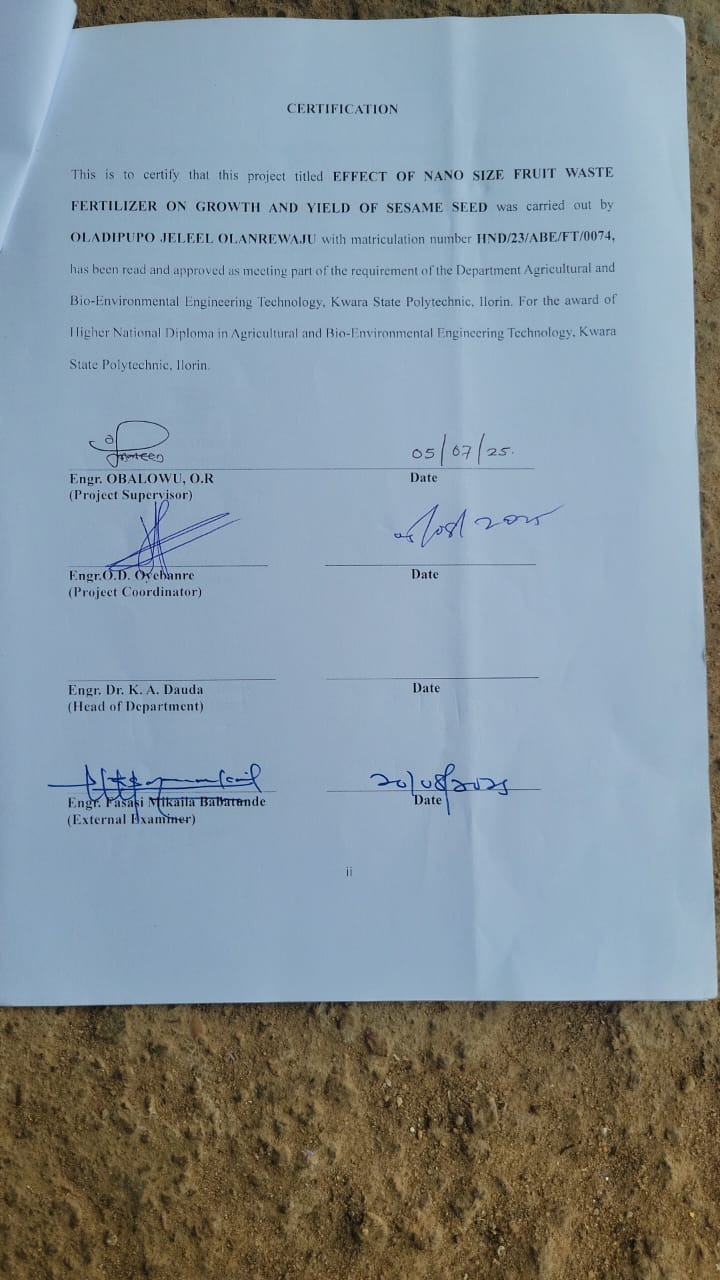 CERTIFICATION
This is to certify that this project titled EFFECT OF NANO SIZE FRUIT WASTE
FERTILIZER ON GROWTH AND YIELD OF SESAME SEED was carried out by
OLADIPUPO JELEEL OLANREWAJU with matriculation number HND/23/ABE/FT/0074,
has been read and approved as meeting part of the requirement of the Department Agricultural and
Bio-Environmental Engineering Technology, Kwara State Polytechnic, Ilorin. For the award of
Higher National Diploma in Agricultural and Bio-Environmental Engineering Technology, Kwara
State Polytechnic, Ilorin.
05/07/25.
Engr. OBALOWU, O.R Date
(Project Supervisor)
Engr.O.D. Oyebanre Date
(Project Coordinator)
Engr. Dr. K. A. Dauda Date
(Head of Department)
20/08/2025
Engr. Fasasi Mikaila Babatunde Date
(External Examiner)
ii